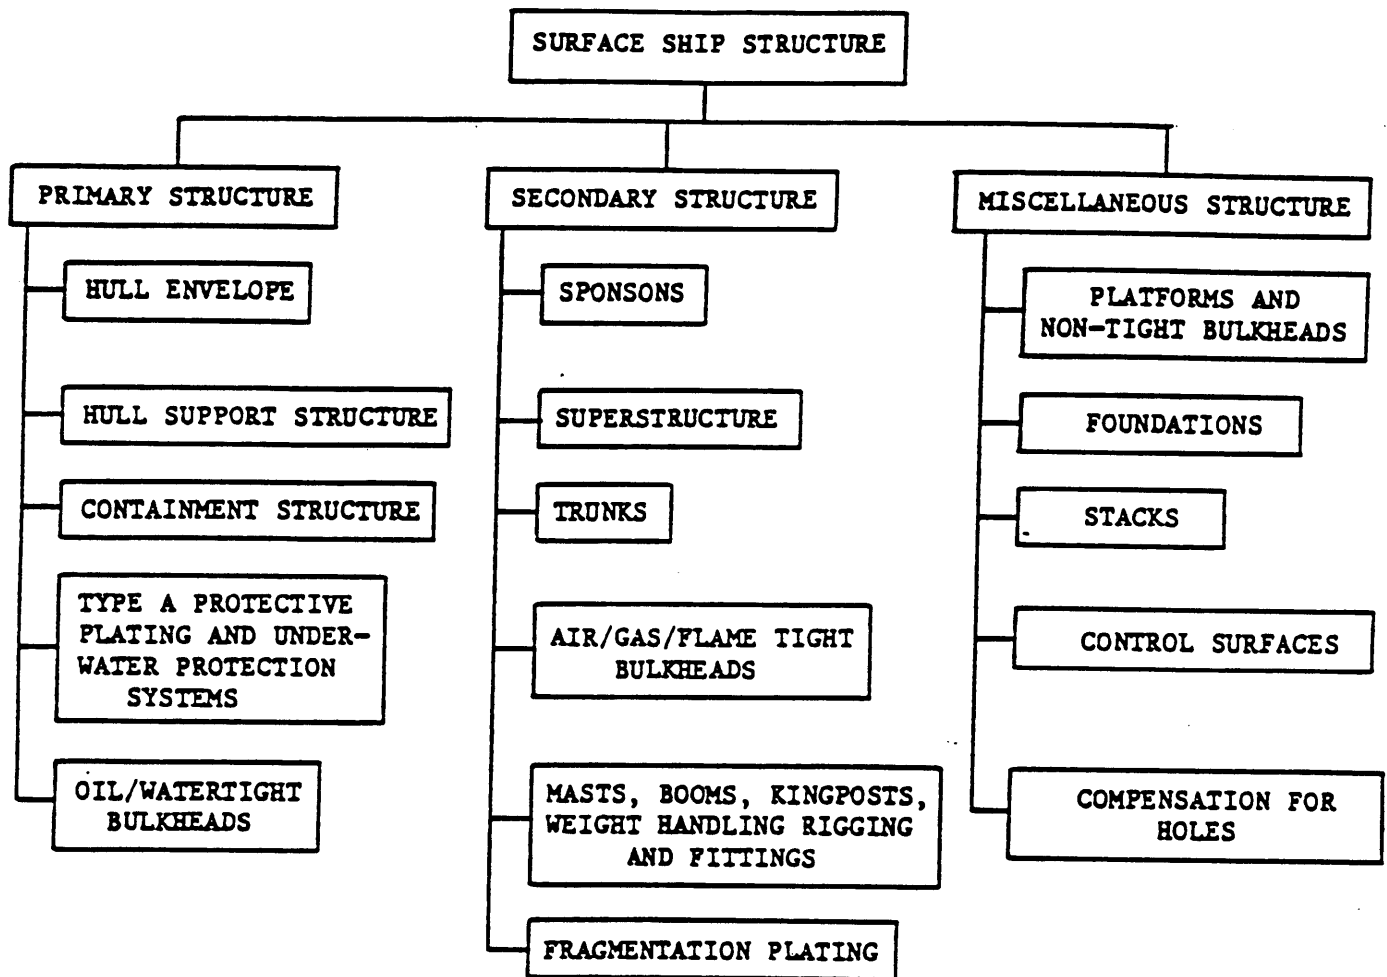 SURFACE SHIP STRUCTURE
PRIMARY STRUCTURE
HULL ENVELOPE
HULL SUPPORT STRUCTURE
CONTAINMENT STRUCTURE
TYPE A PROTECTIVE
PLATING AND UNDER-
WATER PROTECTION
SYSTEMS
OIL/WATERTIGHT
BULKHEADS
SECONDARY STRUCTURE
SPONSONS
SUPERSTRUCTURE
TRUNKS
AIR/GAS/FLAME TIGHT
BULKHEADS
MASTS, BOOMS, KINGPOSTS,
WEIGHT HANDLING RIGGING
AND FITTINGS
FRAGMENTATION PLATING
MISCELLANEOUS STRUCTURE
PLATFORMS AND
NON-TIGHT BULKHEADS
FOUNDATIONS
STACKS
CONTROL SURFACES
COMPENSATION FOR
HOLES